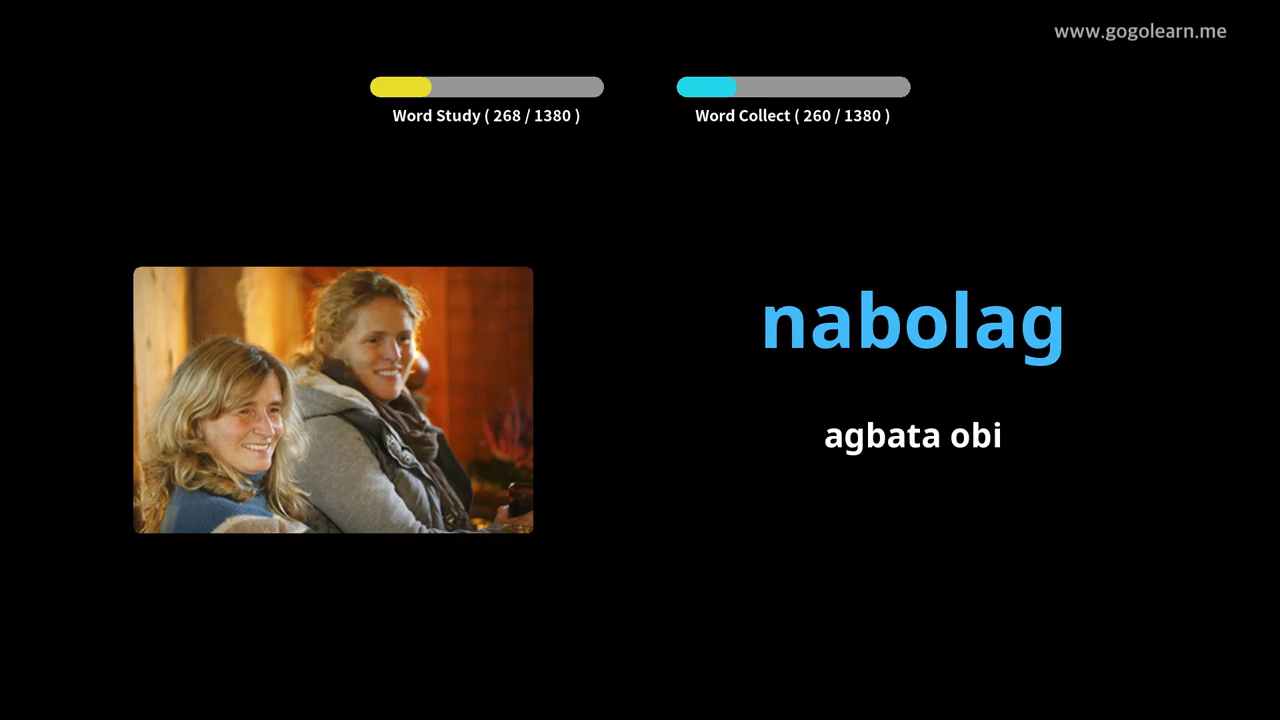 www.gogolearn.me
Word Study ( 268 / 1380 )
Word Collect ( 260 / 1380 )
nabolag
agbata obi